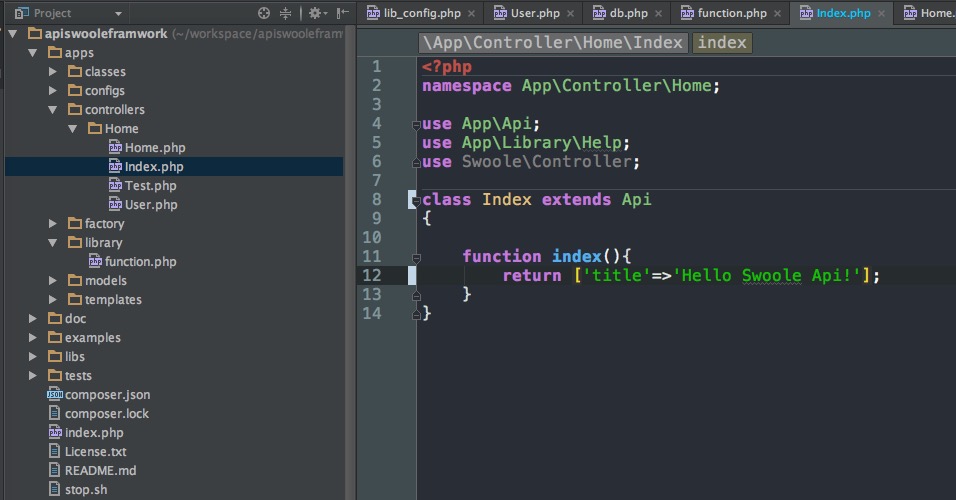 Project
lib_config.php
User.php
db.php
function.php
Index.php
Home.
apiswooleframwork (~/workspace/apiswoolefram
apps
classes
configs
controllers
Home
Home.php
Index.php
Test.php
User.php
factory
library
function.php
models
templates
doc
examples
libs
tests
composer.json
composer.lock
index.php
License.txt
README.md
stop.sh
\App\Controller\Home\Index index
1 <?php
2 namespace App\Controller\Home;
3
4 use App\Api;
5 use App\Library\Help;
6 use Swoole\Controller;
7
8 class Index extends Api
9 {
10
11 function index(){
12 return ['title'=>'Hello Swoole Api!'];
13 }
14 }